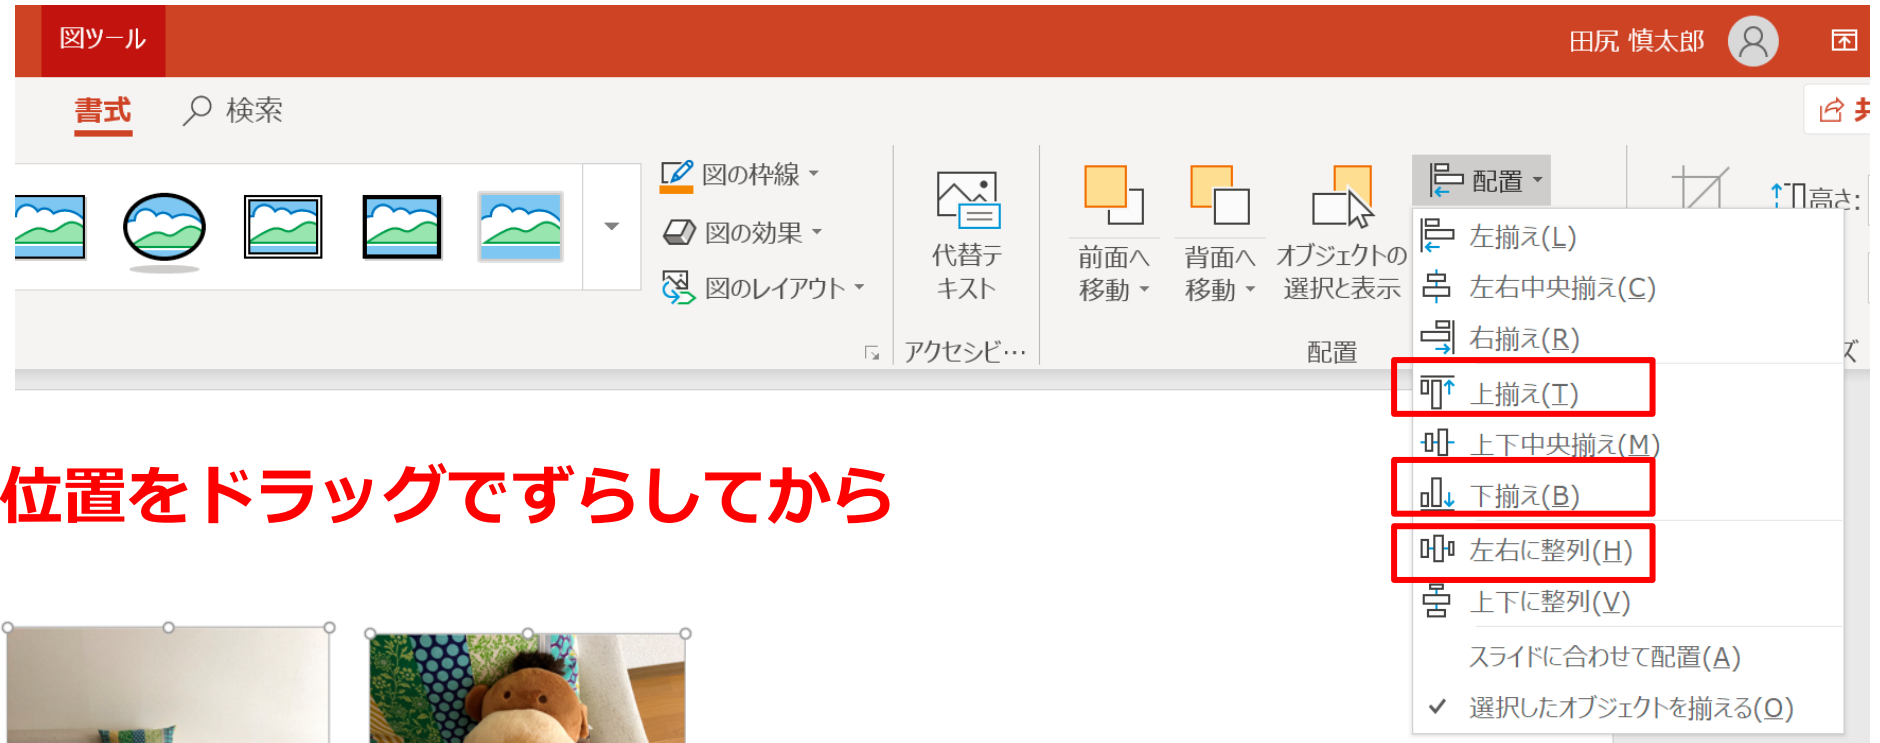 図ツール
田尻 慎太郎
書式
検索
共
図の枠線
図の効果
図のレイアウト
代替テ
キスト
アクセシビ…
前面へ
移動
背面へ
移動
オブジェクトの
選択と表示
配置
配置
高さ:
ズ
左揃え(L)
左右中央揃え(C)
右揃え(R)
上揃え(T)
上下中央揃え(M)
下揃え(B)
左右に整列(H)
上下に整列(V)
スライドに合わせて配置(A)
選択したオブジェクトを揃える(O)
位置をドラッグでずらしてから